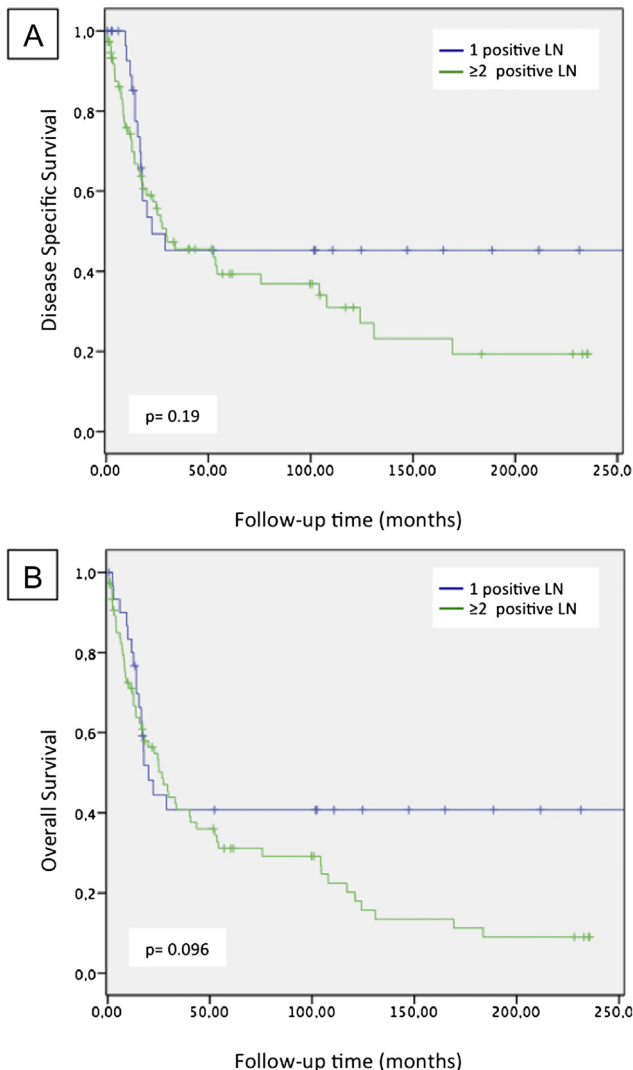 A
1 positive LN
≥2 positive LN
1,0
0,8
0,6
0,4
0,2
0,0
Disease Specific Survival
p= 0.19
0,00 50,00 100,00 150,00 200,00 250,0
Follow-up time (months)
B
1 positive LN
≥2 positive LN
1,0
0,8
0,6
0,4
0,2
0,0
Overall Survival
p= 0.096
0,00 50,00 100,00 150,00 200,00 250,0
Follow-up time (months)